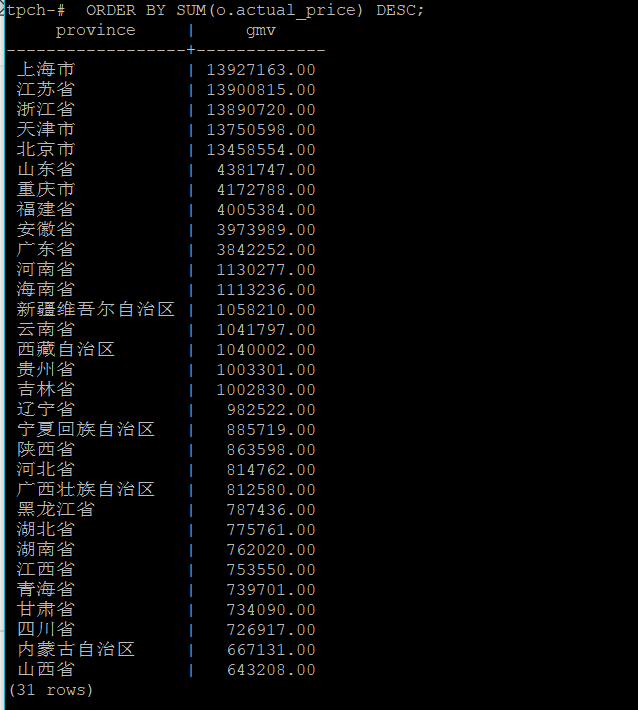 tpch-#  ORDER BY SUM(o.actual_price) DESC;
     province     |     gmv
------------------+-------------
 上海市           | 13927163.00
 江苏省           | 13900815.00
 浙江省           | 13890720.00
 天津市           | 13750598.00
 北京市           | 13458554.00
 山东省           |  4381747.00
 重庆市           |  4172788.00
 福建省           |  4005384.00
 安徽省           |  3973989.00
 广东省           |  3842252.00
 河南省           |  1130277.00
 海南省           |  1113236.00
 新疆维吾尔自治区 |  1058210.00
 云南省           |  1041797.00
 西藏自治区       |  1040002.00
 贵州省           |  1003301.00
 吉林省           |  1002830.00
 辽宁省           |   982522.00
 宁夏回族自治区   |   885719.00
 陕西省           |   863598.00
 河北省           |   814762.00
 广西壮族自治区   |   812580.00
 黑龙江省         |   787436.00
 湖北省           |   775761.00
 湖南省           |   762020.00
 江西省           |   753550.00
 青海省           |   739701.00
 甘肃省           |   734090.00
 四川省           |   726917.00
 内蒙古自治区     |   667131.00
 山西省           |   643208.00
(31 rows)